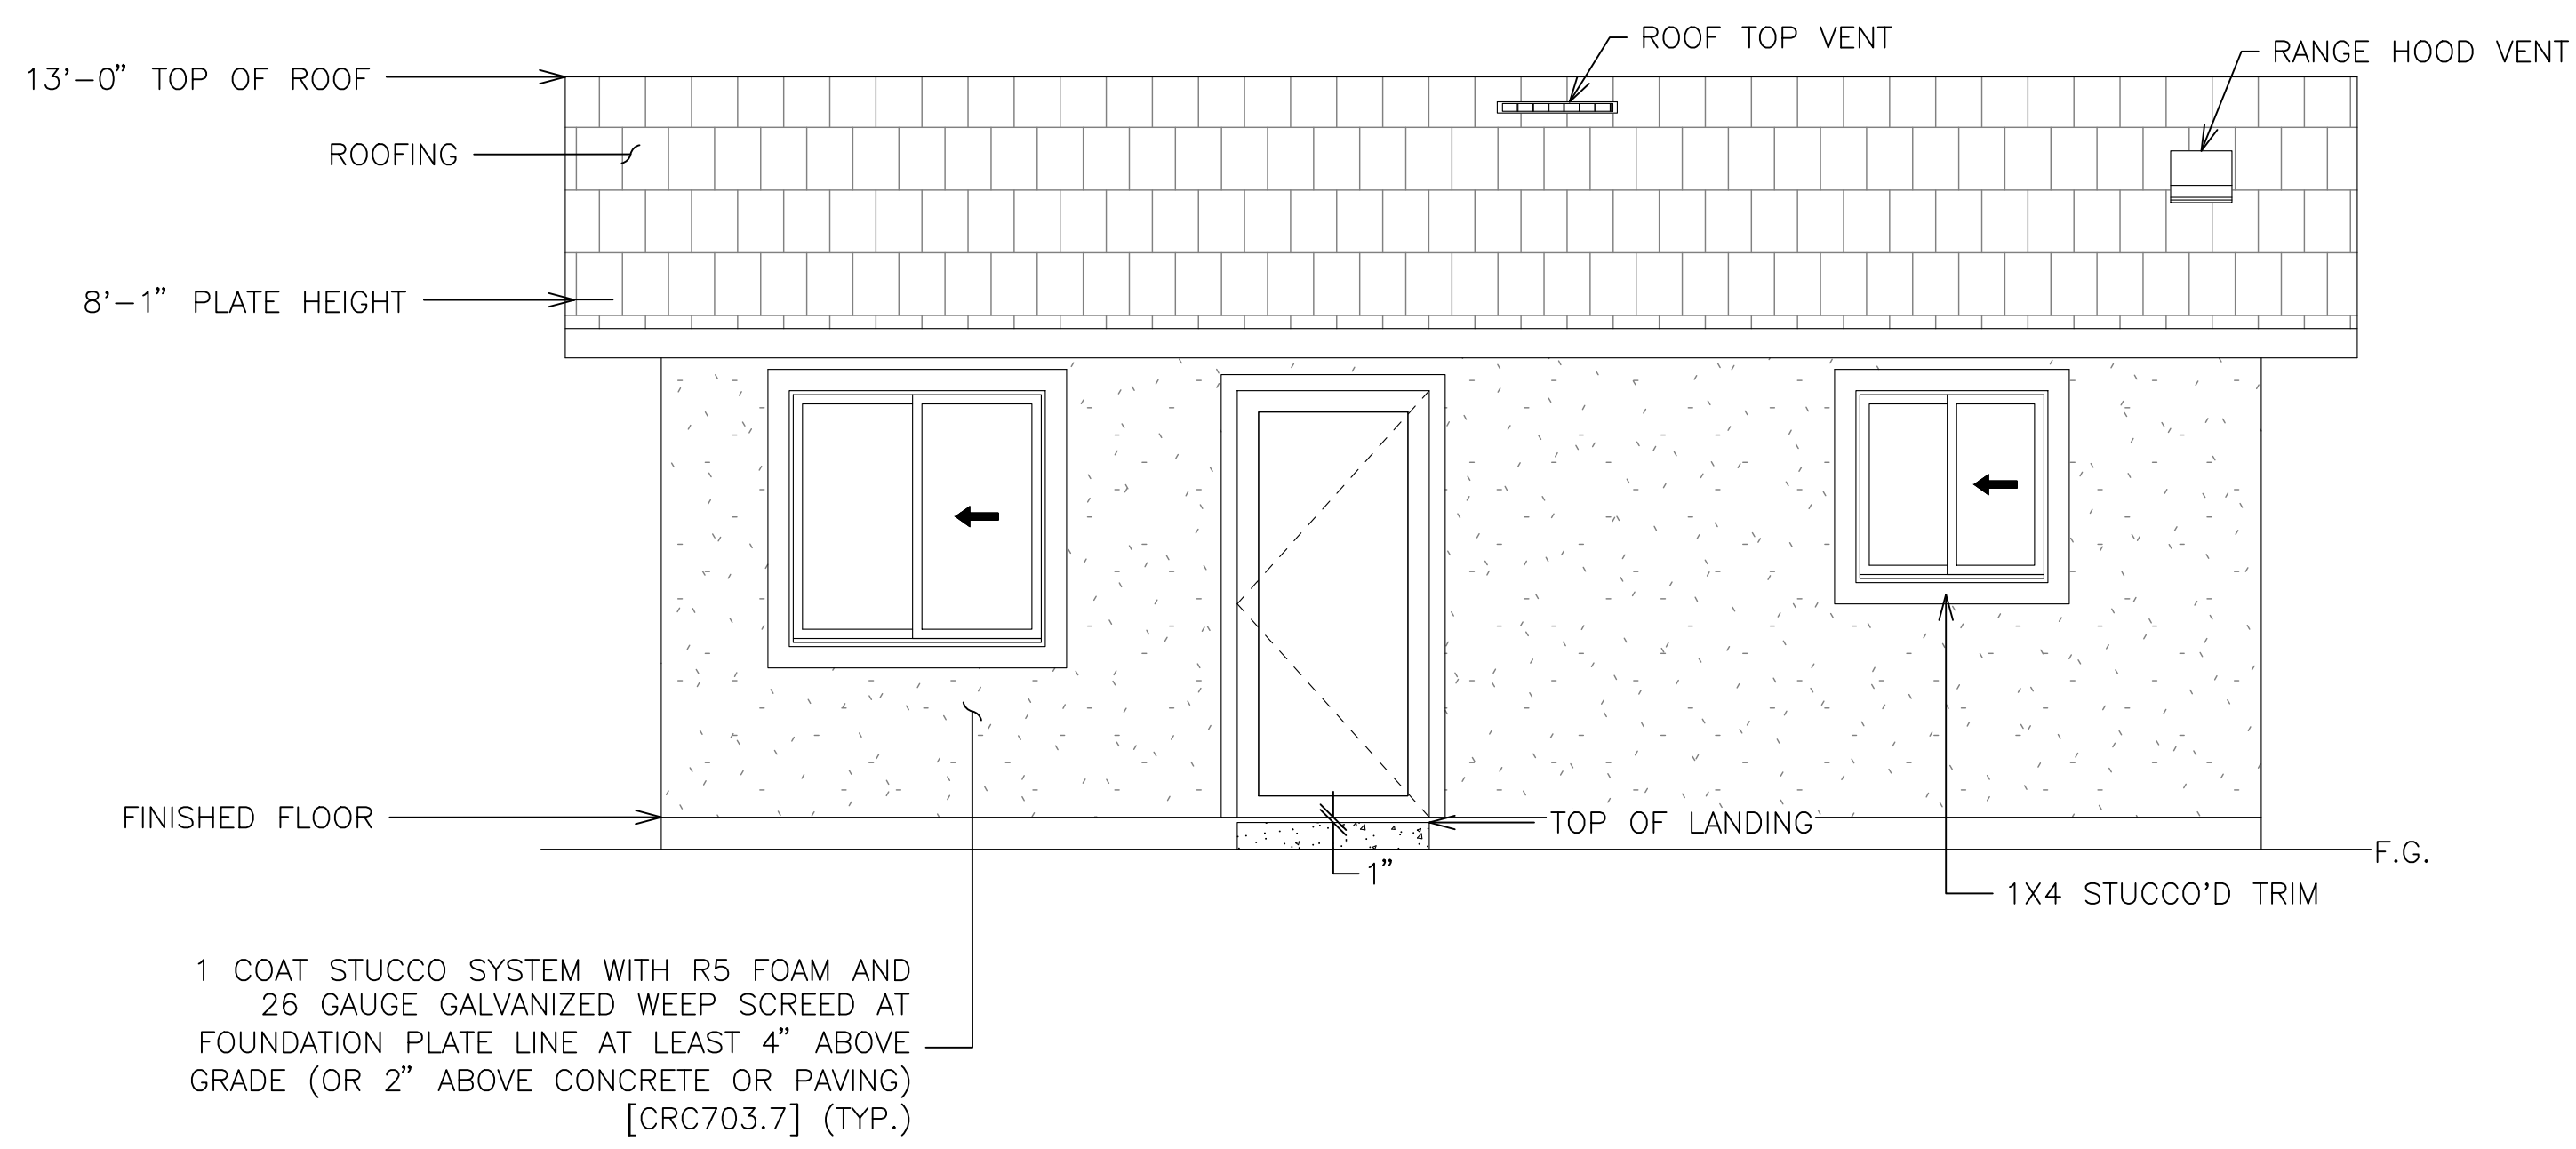 ROOF TOP VENT
RANGE HOOD VENT
13'-0" TOP OF ROOF
ROOFING
8'-1" PLATE HEIGHT
FINISHED FLOOR
TOP OF LANDING
F.G.
1"
1X4 STUCCO'D TRIM
1 COAT STUCCO SYSTEM WITH R5 FOAM AND
26 GAUGE GALVANIZED WEEP SCREED AT
FOUNDATION PLATE LINE AT LEAST 4" ABOVE
GRADE (OR 2" ABOVE CONCRETE OR PAVING)
[CRC703.7] (TYP.)